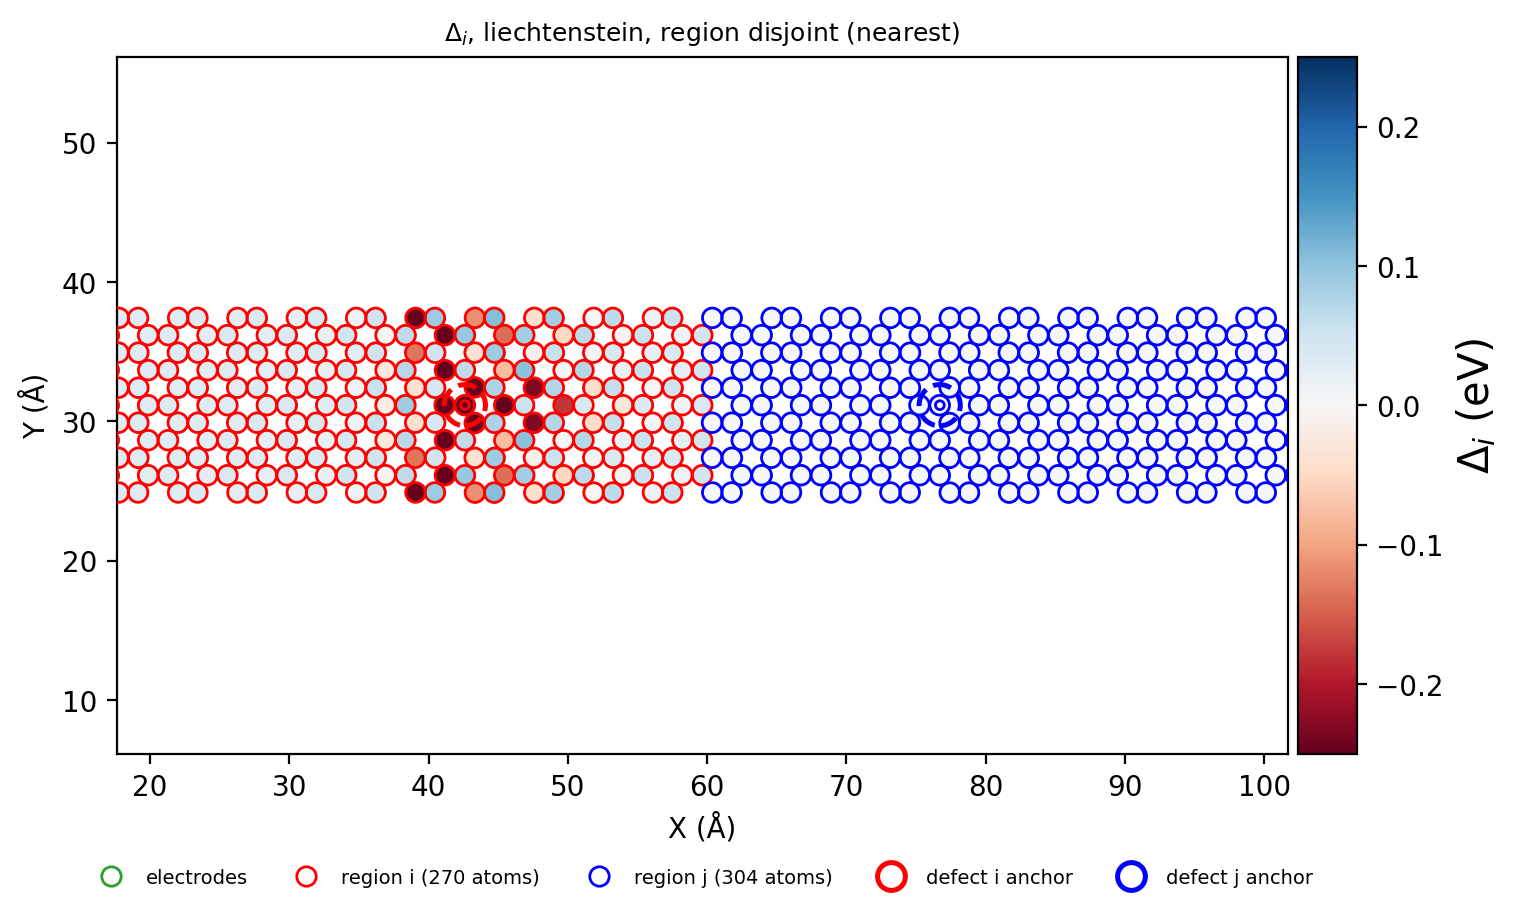 Δi, liechtenstein, region disjoint (nearest)
50
40
30
20
10
Y (Å)
20 30 40 50 60 70 80 90 100
X (Å)
0.2
0.1
0.0
−0.1
−0.2
Δi (eV)
electrodes region i (270 atoms) region j (304 atoms) defect i anchor defect j anchor